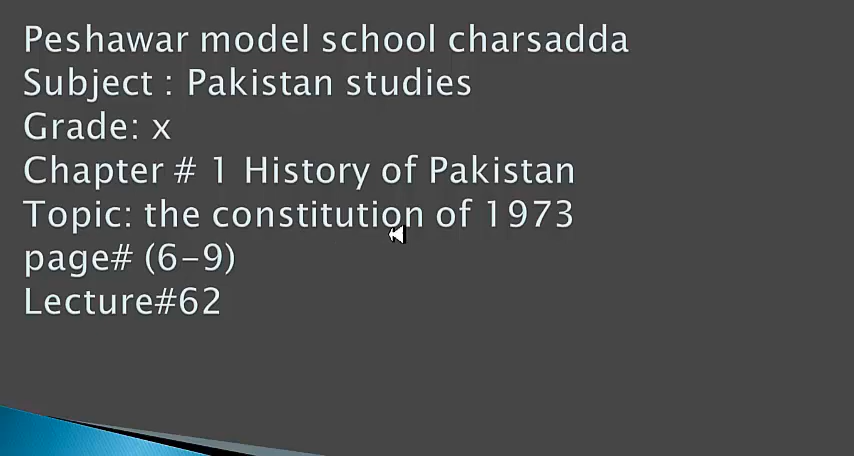 Peshawar model school charsadda
Subject : Pakistan studies
Grade: x
Chapter # 1 History of Pakistan
Topic: the constitution of 1973
page# (6-9)
Lecture#62